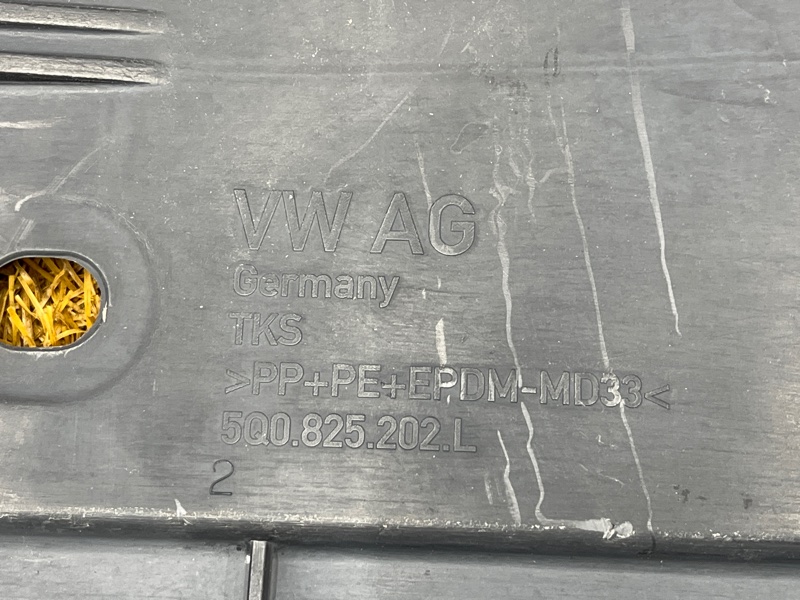 VW AG
Germany
TKS
>PP+PE+EPDM-MD33<
5Q0.825.202.L
2